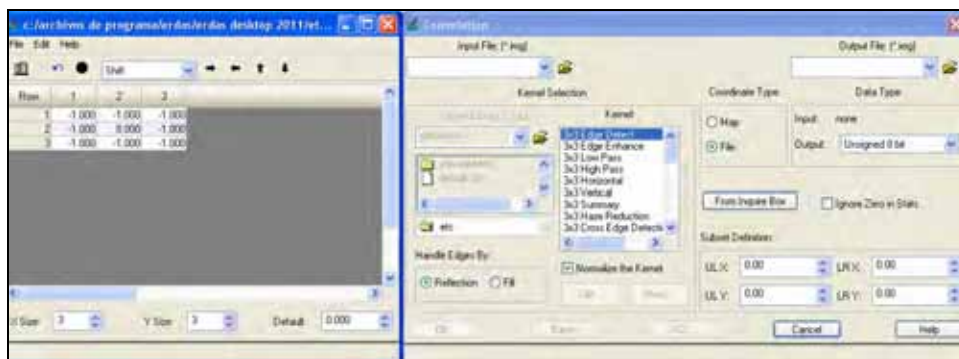 c:/archivos de programa/erdas/erdas desktop 2011/et...
File Edit Help
Row 1 2 3
1 -1.000 -1.000 -1.000
2 -1.000 8.000 -1.000
3 -1.000 -1.000 -1.000
X Size: 3 Y Size: 3 Default: 0.000
Convolution
Input File: (*.img) Output File: (*.img)
Kernel Selection Coordinate Type: Data Type:
Kernel
3x3 Edge Detect
3x3 Edge Enhance
3x3 Low Pass
3x3 High Pass
3x3 Horizontal
3x3 Vertical
3x3 Summary
3x3 Haze Reduction
3x3 Cross Edge Detecti
etc
Map
File
Input: none
Output: Unsigned 8 bit
From Inquire Box Ignore Zero in Stats.
Handle Edges By:
Reflection Fill
Normalize the Kernel
Subset Definition:
UL X: 0.00 LR X: 0.00
UL Y: 0.00 LR Y: 0.00
Cancel Help